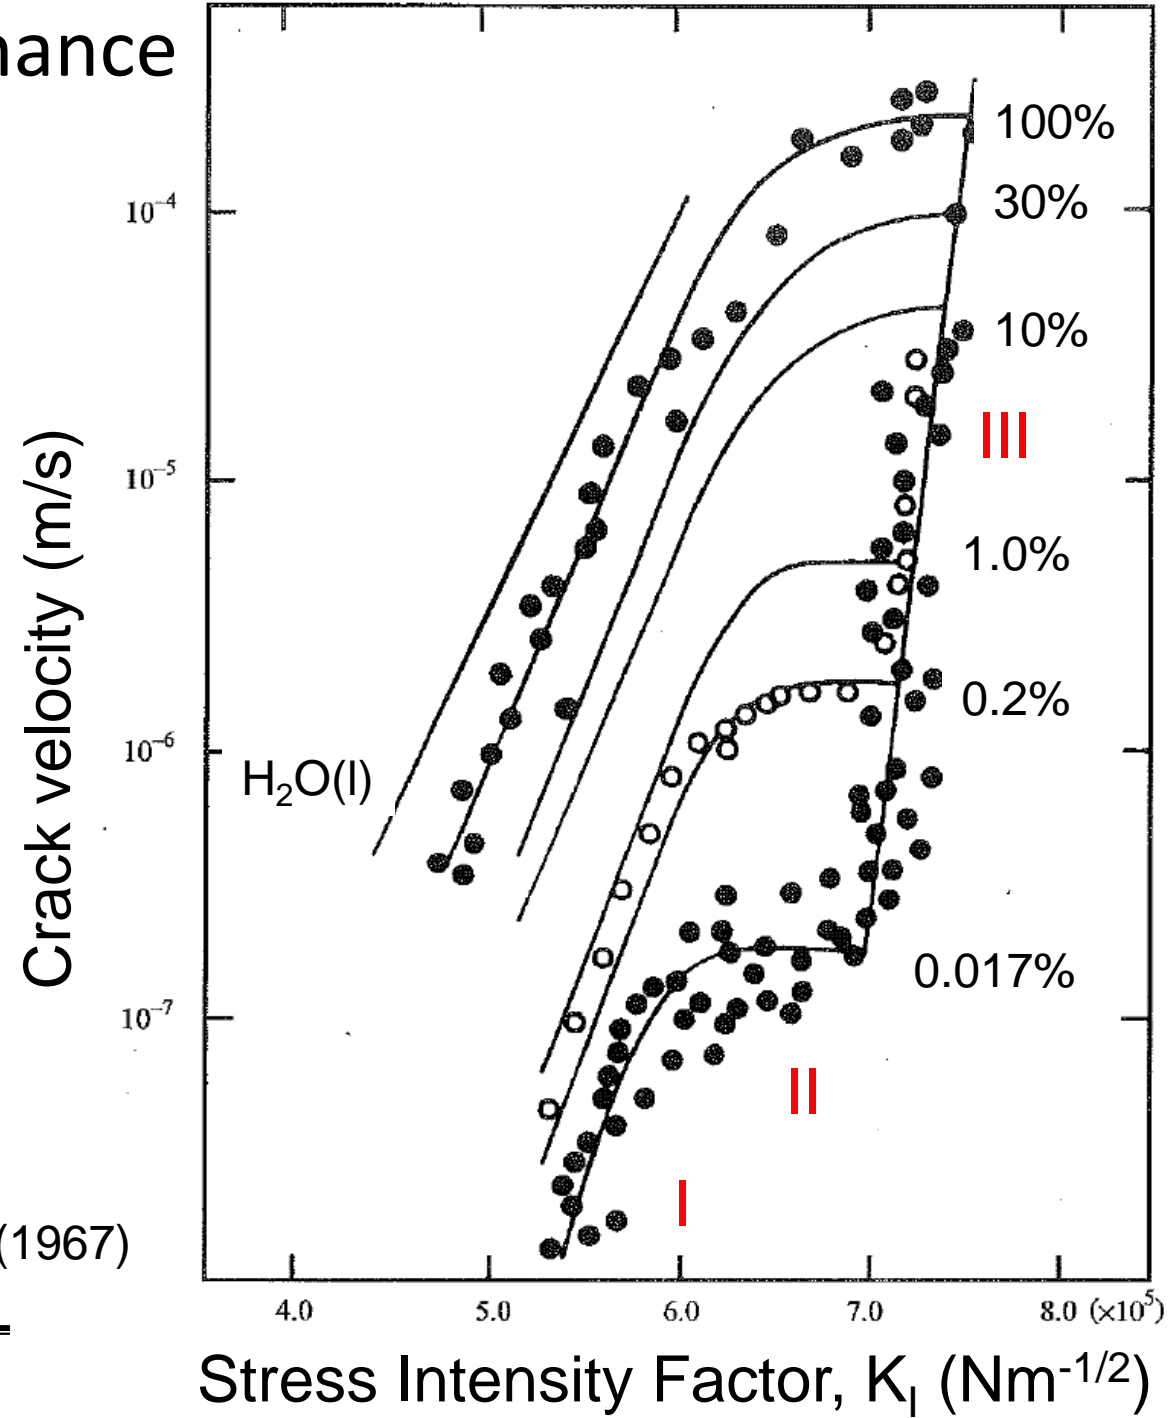 nance
100%
10–4
30%
10%
III
10–5
1.0%
0.2%
10–6
H2O(l)
0.017%
10–7
II
I
(1967)
4.0 5.0 6.0 7.0 8.0 (×105)
Crack velocity (m/s)
Stress Intensity Factor, KI (Nm-1/2)